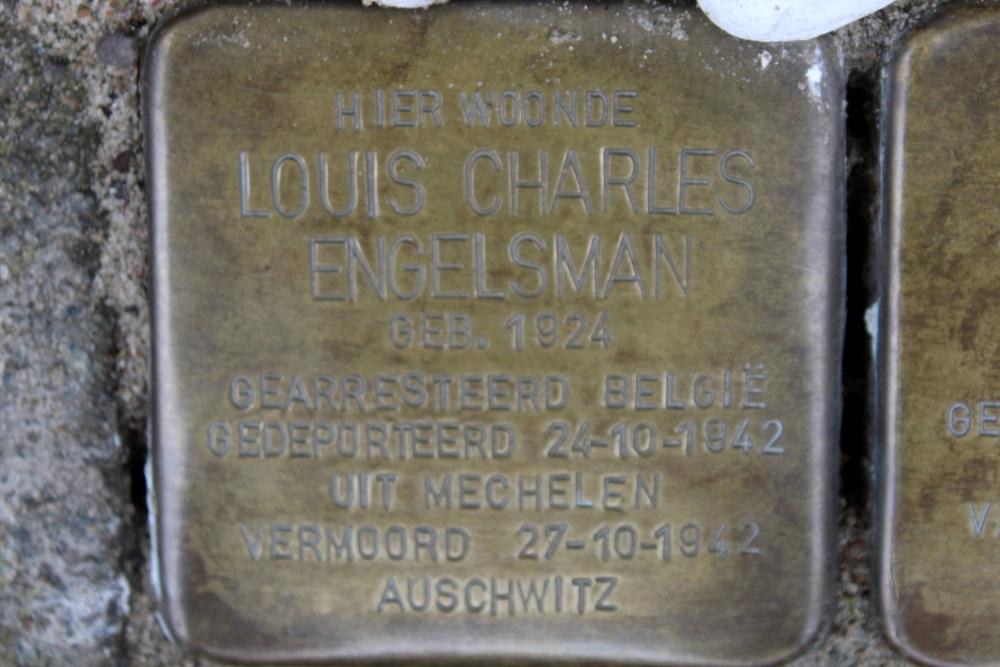 HIER WOONDE
LOUIS CHARLES
ENGELSMAN
GEB. 1924
GEARRESTEERD BELGIË
GEDEPORTEERD 24-10-1942
UIT MECHELEN
VERMOORD 27-10-1942
AUSCHWITZ